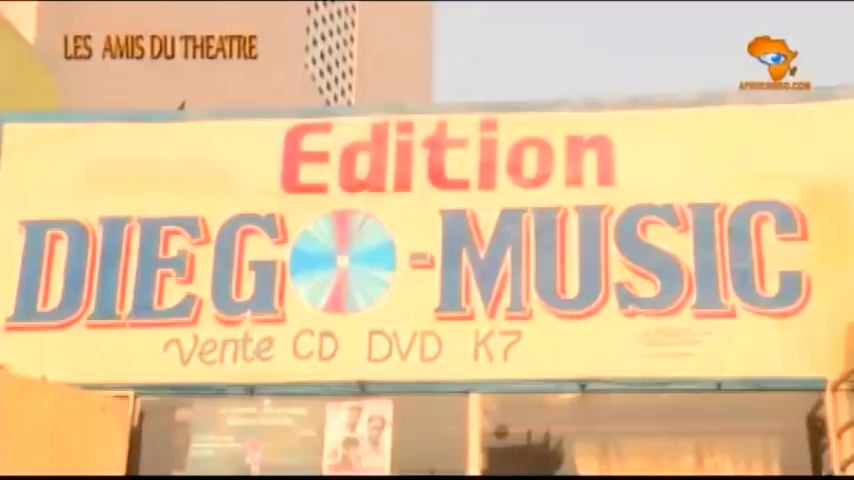 LES AMIS DU THEATRE
Edition
DIEGO-MUSIC
Vente CD DVD K7